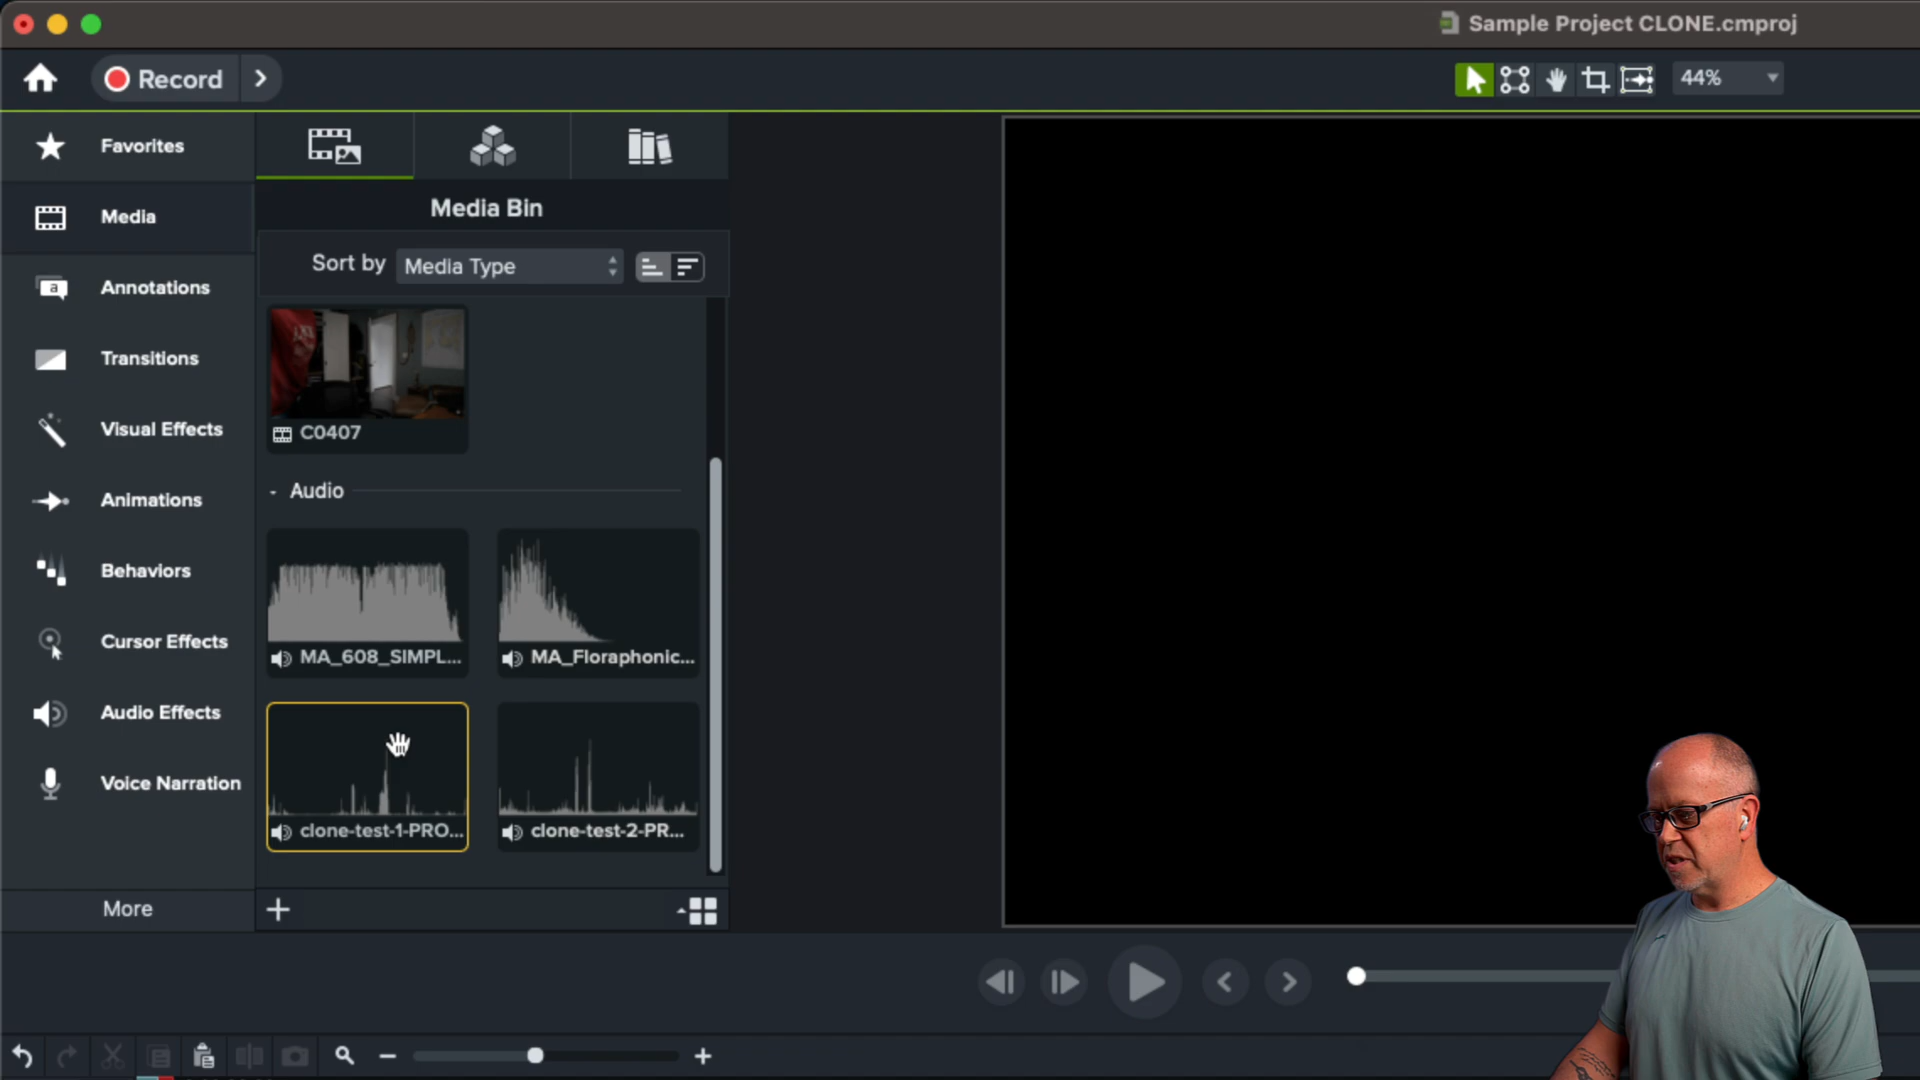 Sample Project CLONE.cmproj
Record
44%
Favorites
Media
Annotations
Transitions
Visual Effects
Animations
Behaviors
Cursor Effects
Audio Effects
Voice Narration
More
Media Bin
Sort by Media Type
C0407
Audio
MA_608_SIMPL...
MA_Floraphonic...
clone-test-1-PRO...
clone-test-2-PR...